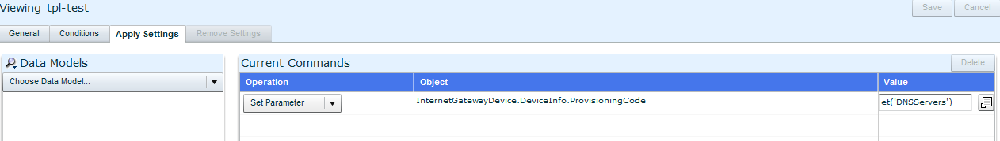 Viewing tpl-test
Save
Cancel
General
Conditions
Apply Settings
Remove Settings
Data Models
Choose Data Model...
Current Commands
Delete
Operation
Object
Value
Set Parameter
InternetGatewayDevice.DeviceInfo.ProvisioningCode
et('DNSServers')